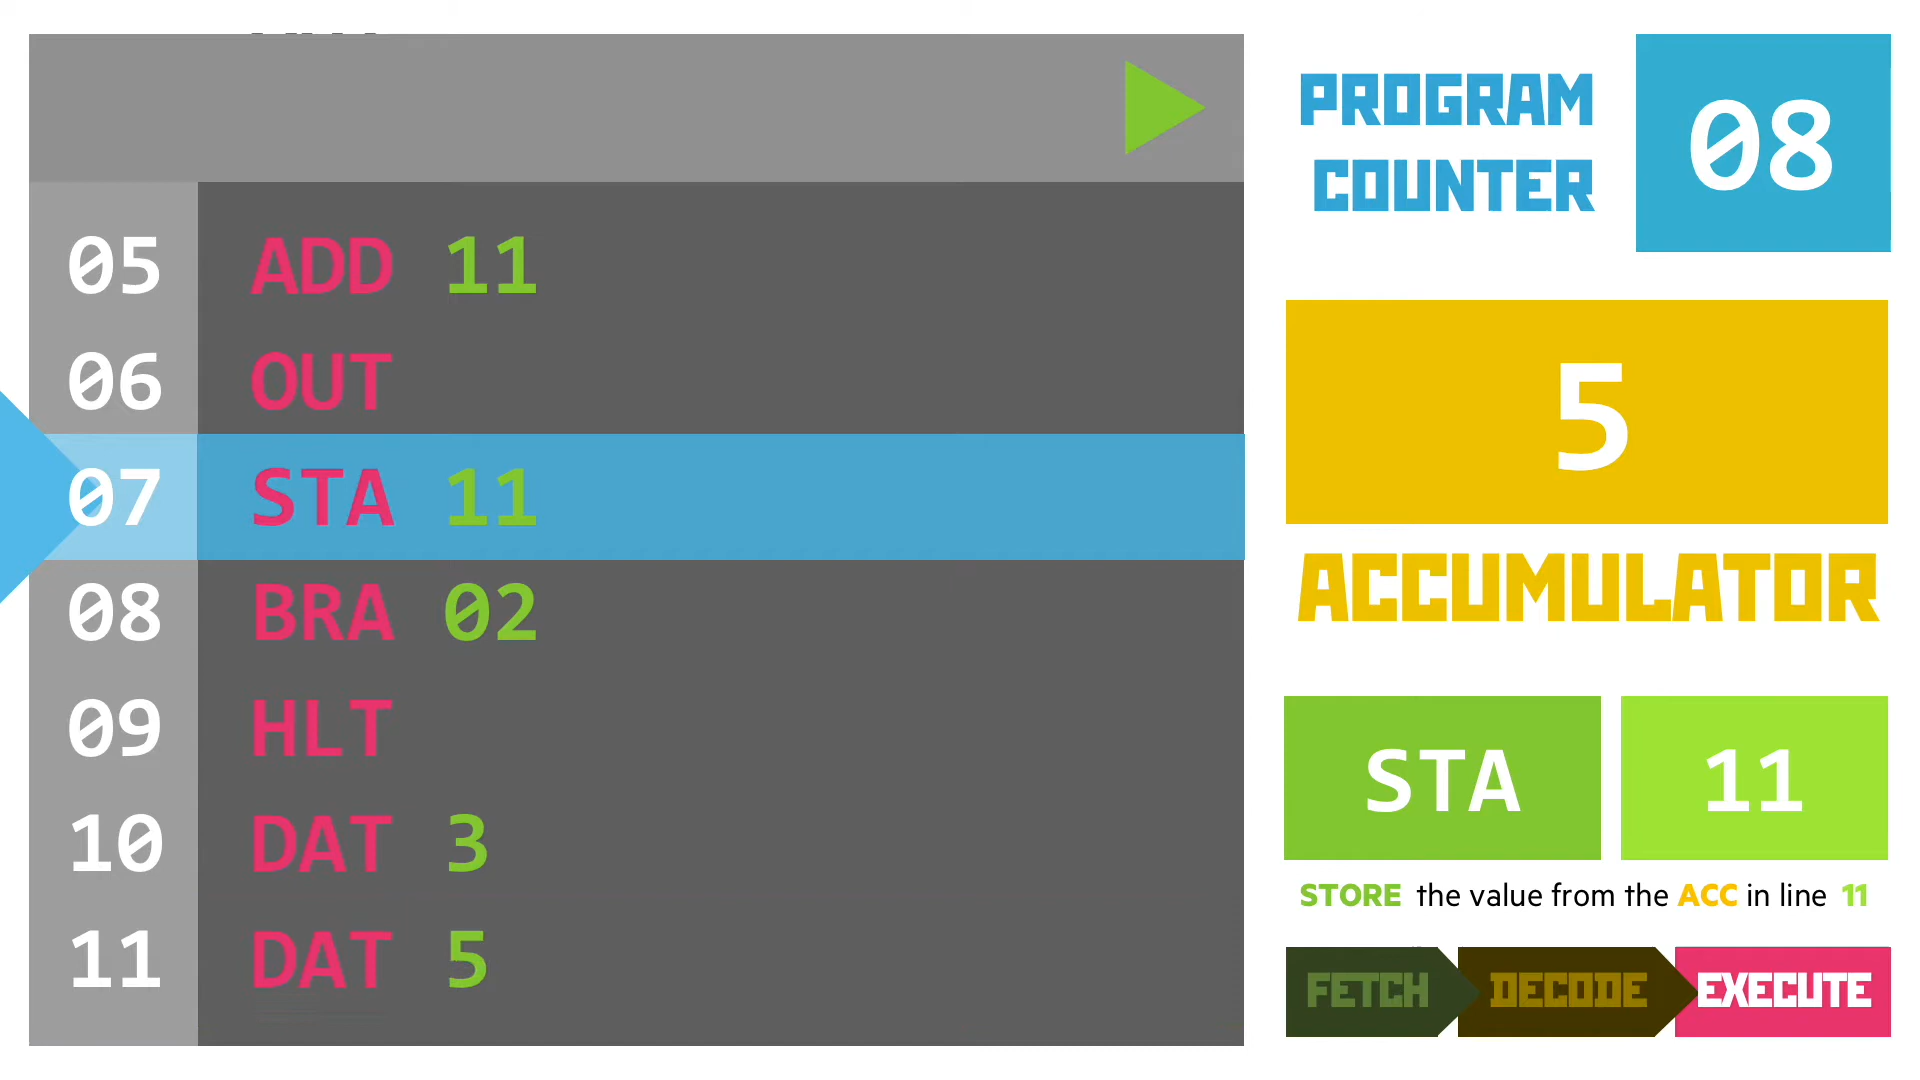 05 ADD 11
06 OUT
07 STA 11
08 BRA 02
09 HLT
10 DAT 3
11 DAT 5
PROGRAM
COUNTER
08
5
ACCUMULATOR
STA 11
STORE the value from the ACC in line 11
FETCH DECODE EXECUTE